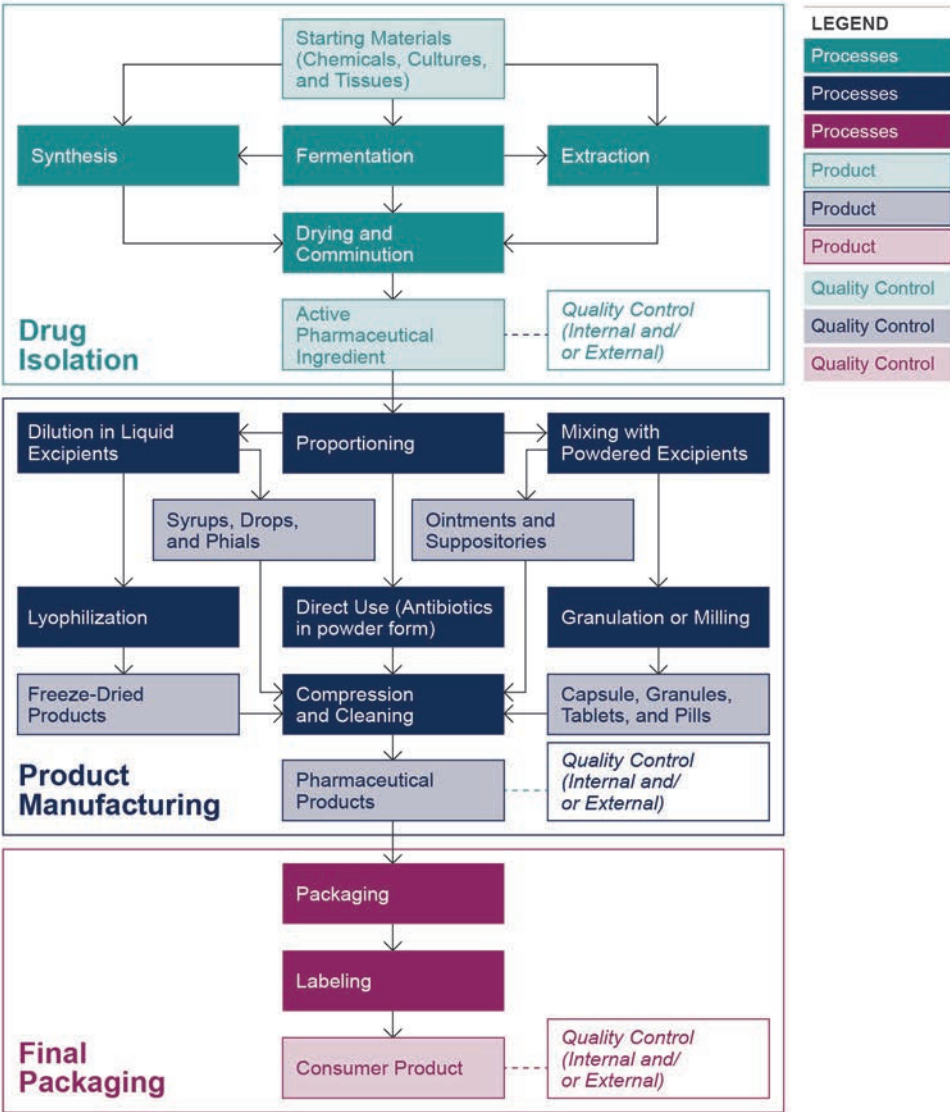 Starting Materials
(Chemicals, Cultures,
and Tissues)
Synthesis
Fermentation
Extraction
Drying and
Comminution
Active
Pharmaceutical
Ingredient
Quality Control
(Internal and/
or External)
Drug
Isolation
Dilution in Liquid
Excipients
Proportioning
Mixing with
Powdered Excipients
Syrups, Drops,
and Phials
Ointments and
Suppositories
Lyophilization
Direct Use (Antibiotics
in powder form)
Granulation or Milling
Freeze-Dried
Products
Compression
and Cleaning
Capsule, Granules,
Tablets, and Pills
Product
Manufacturing
Pharmaceutical
Products
Quality Control
(Internal and/
or External)
Packaging
Labeling
Final
Packaging
Consumer Product
Quality Control
(Internal and/
or External)
LEGEND
Processes
Processes
Processes
Product
Product
Product
Quality Control
Quality Control
Quality Control